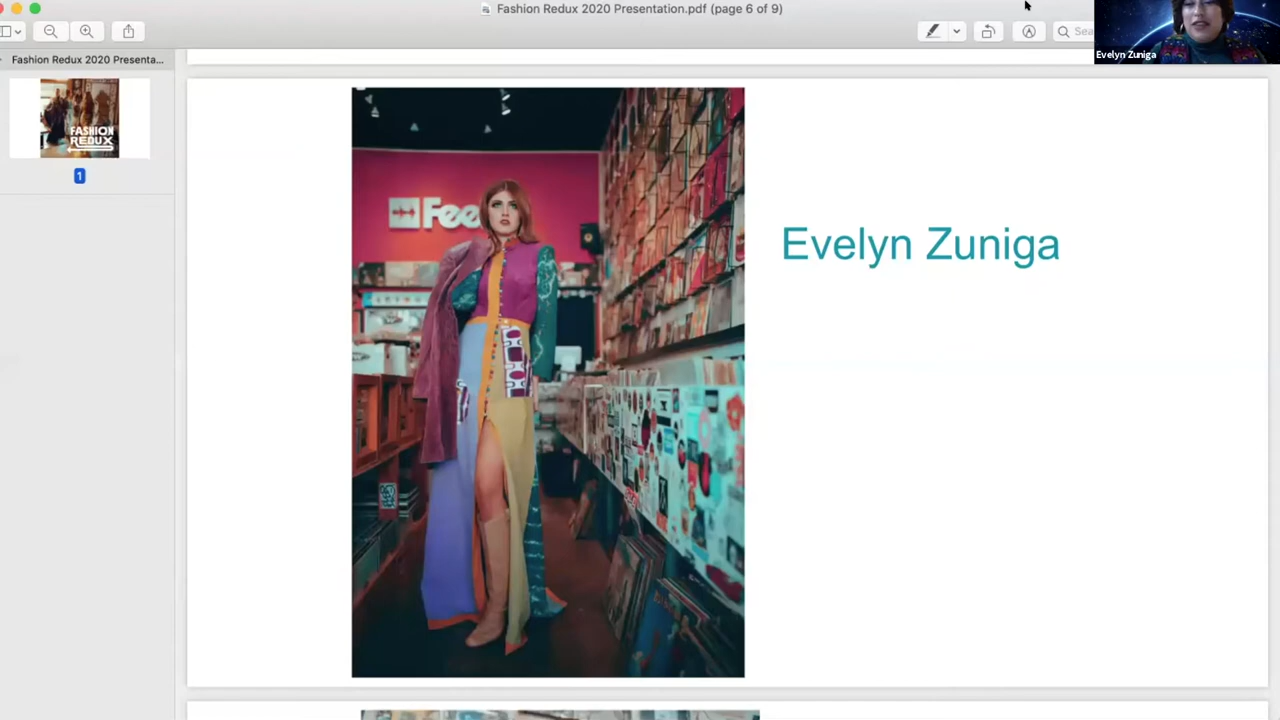 Fashion Redux 2020 Presentation.pdf (page 6 of 9)
Sea
Evelyn Zuniga
Fashion Redux 2020 Presenta...
FASHION
REDUX
1
Fee
Evelyn Zuniga